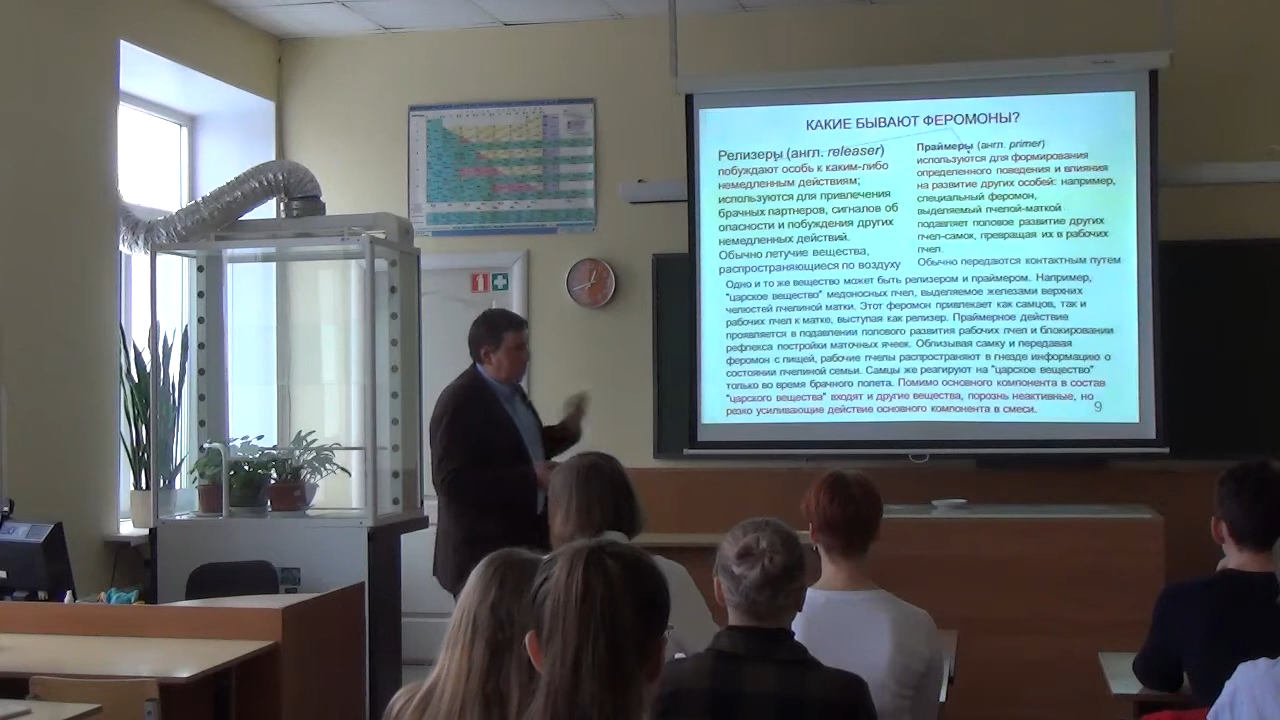 КАКИЕ БЫВАЮТ ФЕРОМОНЫ?
Релизеры (англ. releaser)
побуждают особь к каким-либо
немедленным действиям;
используются для привлечения
брачных партнеров, сигналов об
опасности и побуждения других
немедленных действий.
Обычно летучие вещества,
распространяющиеся по воздуху
Праймеры (англ. primer)
используются для формирования
определенного поведения и влияния
на развитие других особей: например,
специальный феромон,
выделяемый пчелой-маткой
подавляет половое развитие других
пчел-самок, превращая их в рабочих
пчел.
Обычно передаются контактным путем
Одно и то же вещество может быть релизером и праймером. Например,
"царское вещество" медоносных пчел, выделяемое железами верхних
челюстей пчелиной матки. Этот феромон привлекает как самцов, так и
рабочих пчел к матке, выступая как релизер. Праймерное действие
проявляется в подавлении полового развития рабочих пчел и блокировании
рефлекса постройки маточных ячеек. Облизывая самку и передавая
феромон с пищей, рабочие пчелы распространяют в гнезде информацию о
состоянии пчелиной семьи. Самцы же реагируют на "царское вещество"
только во время брачного полета. Помимо основного компонента в состав
"царского вещества" входят и другие вещества, порознь неактивные, но
резко усиливающие действие основного компонента в смеси.
9